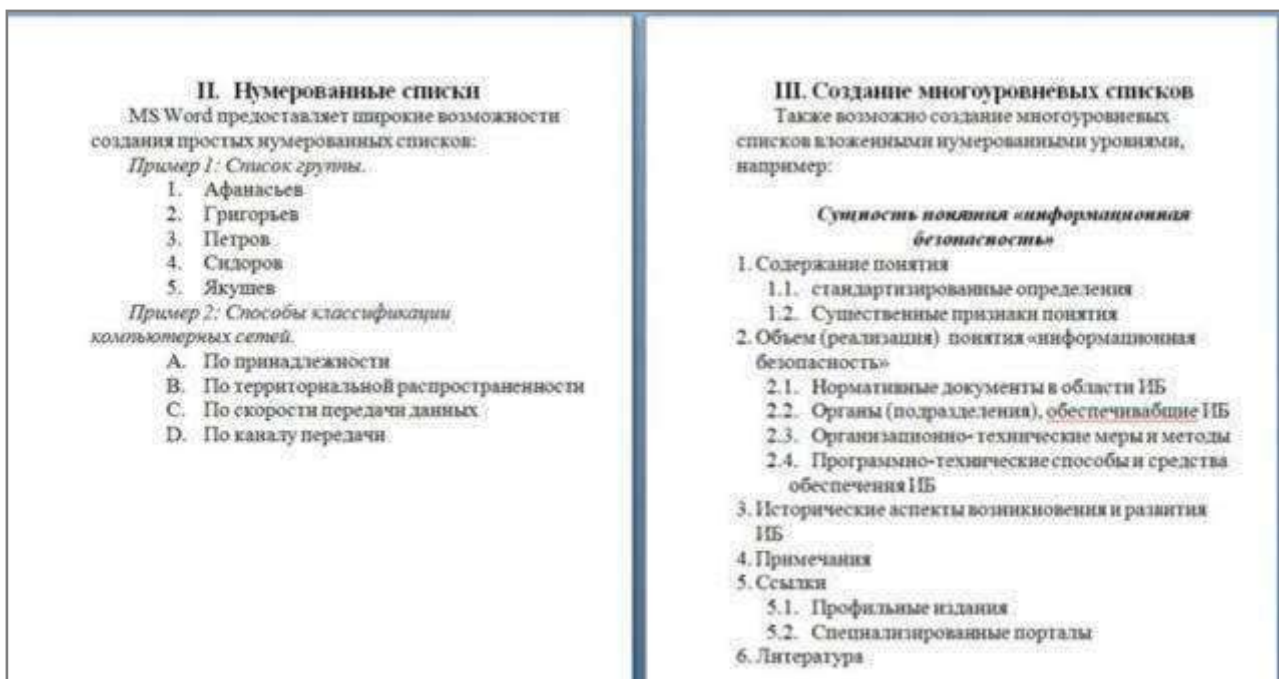 II. Нумерованные списки
MS Word предоставляет широкие возможности
создания простых нумерованных списков:
Пример 1: Список группы.
1. Афанасьев
2. Григорьев
3. Петров
4. Сидоров
5. Якушев
Пример 2: Способы классификации
компьютерных сетей.
A. По принадлежности
B. По территориальной распространенности
C. По скорости передачи данных
D. По каналу передачи
III. Создание многоуровневых списков
Также возможно создание многоуровневых
списков вложенными нумерованными уровнями,
например:
Сущность понятия «информационная
безопасность»
1. Содержание понятия
1.1. стандартизированные определения
1.2. Существенные признаки понятия
2. Объем (реализация) понятия «информационная
безопасность»
2.1. Нормативные документы в области ИБ
2.2. Органы (подразделения), обеспечивабщие ИБ
2.3. Организационно- технические меры и методы
2.4. Программно-технические способы и средства
обеспечения ИБ
3. Исторические аспекты возникновения и развития
ИБ
4. Примечания
5. Ссылки
5.1. Профильные издания
5.2. Специализированные порталы
6. Литература